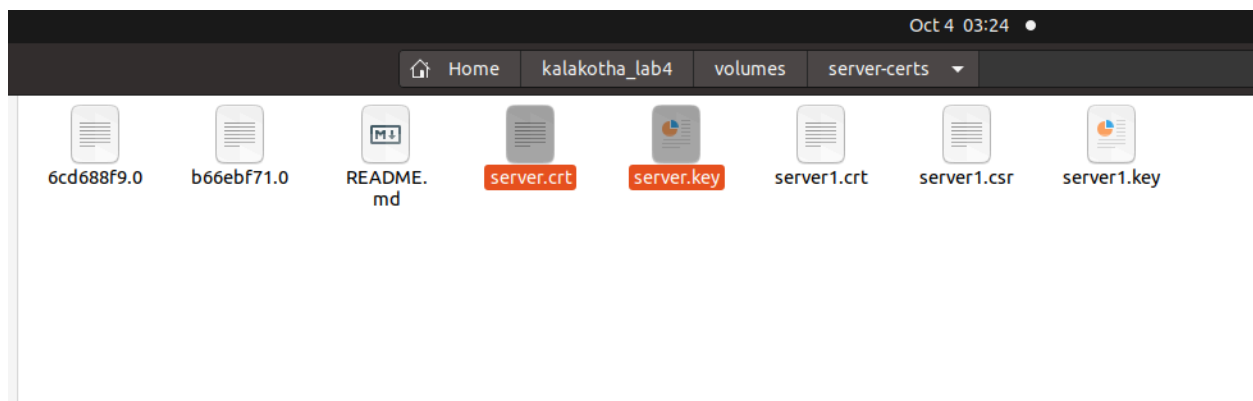 Oct 4 03:24
Home kalakotha_lab4 volumes server-certs
6cd688f9.0 b66ebf71.0 README. server.crt server.key server1.crt server1.csr server1.key
md